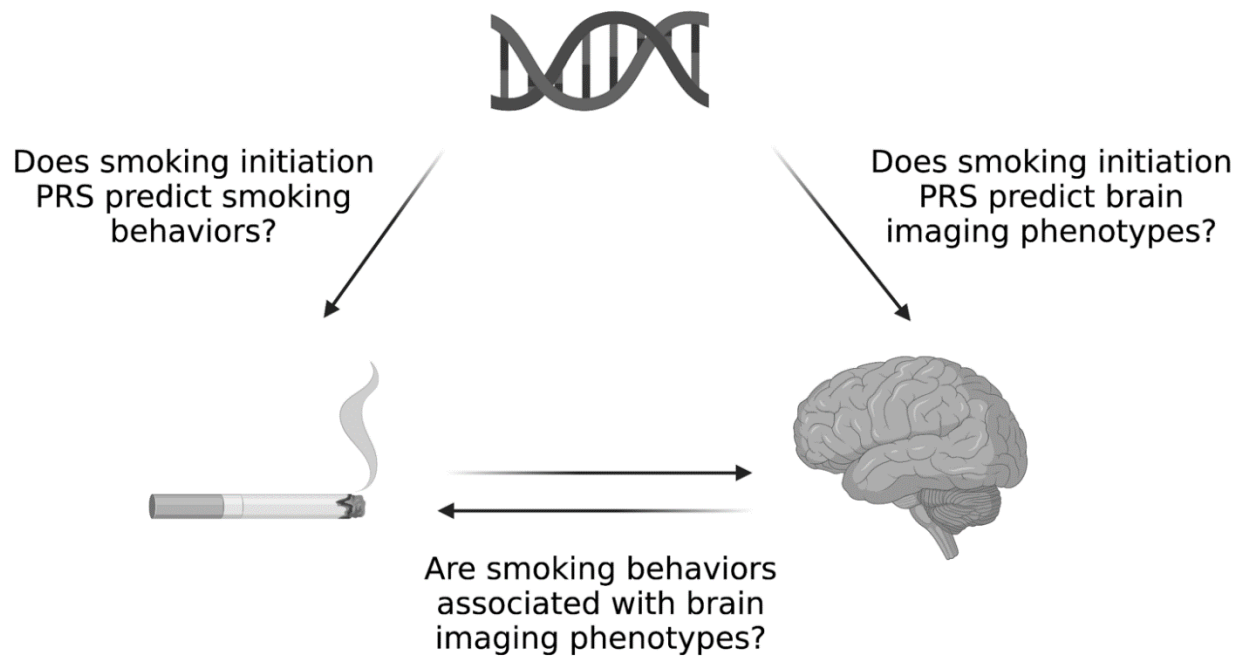 Does smoking initiation
PRS predict smoking
behaviors?
Does smoking initiation
PRS predict brain
imaging phenotypes?
Are smoking behaviors
associated with brain
imaging phenotypes?